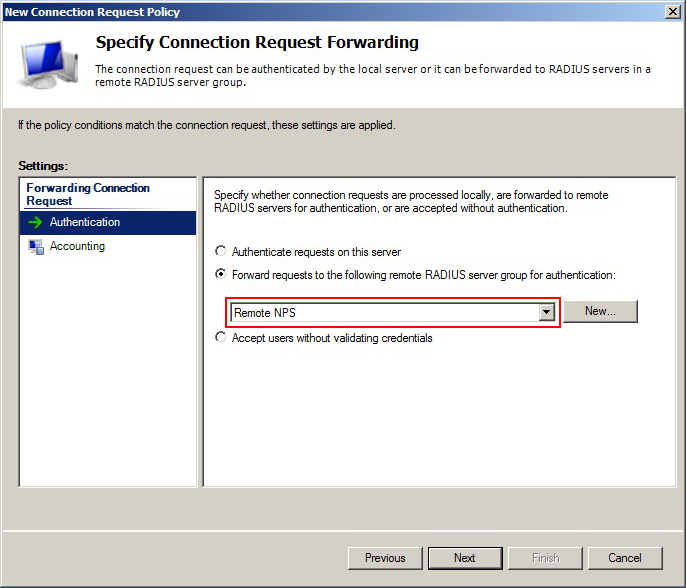 New Connection Request Policy
Specify Connection Request Forwarding
The connection request can be authenticated by the local server or it can be forwarded to RADIUS servers in a
remote RADIUS server group.
If the policy conditions match the connection request, these settings are applied.
Settings:
Forwarding Connection
Request
Authentication
Accounting
Specify whether connection requests are processed locally, are forwarded to remote
RADIUS servers for authentication, or are accepted without authentication.
Authenticate requests on this server
Forward requests to the following remote RADIUS server group for authentication:
Remote NPS
New...
Accept users without validating credentials
Previous
Next
Finish
Cancel